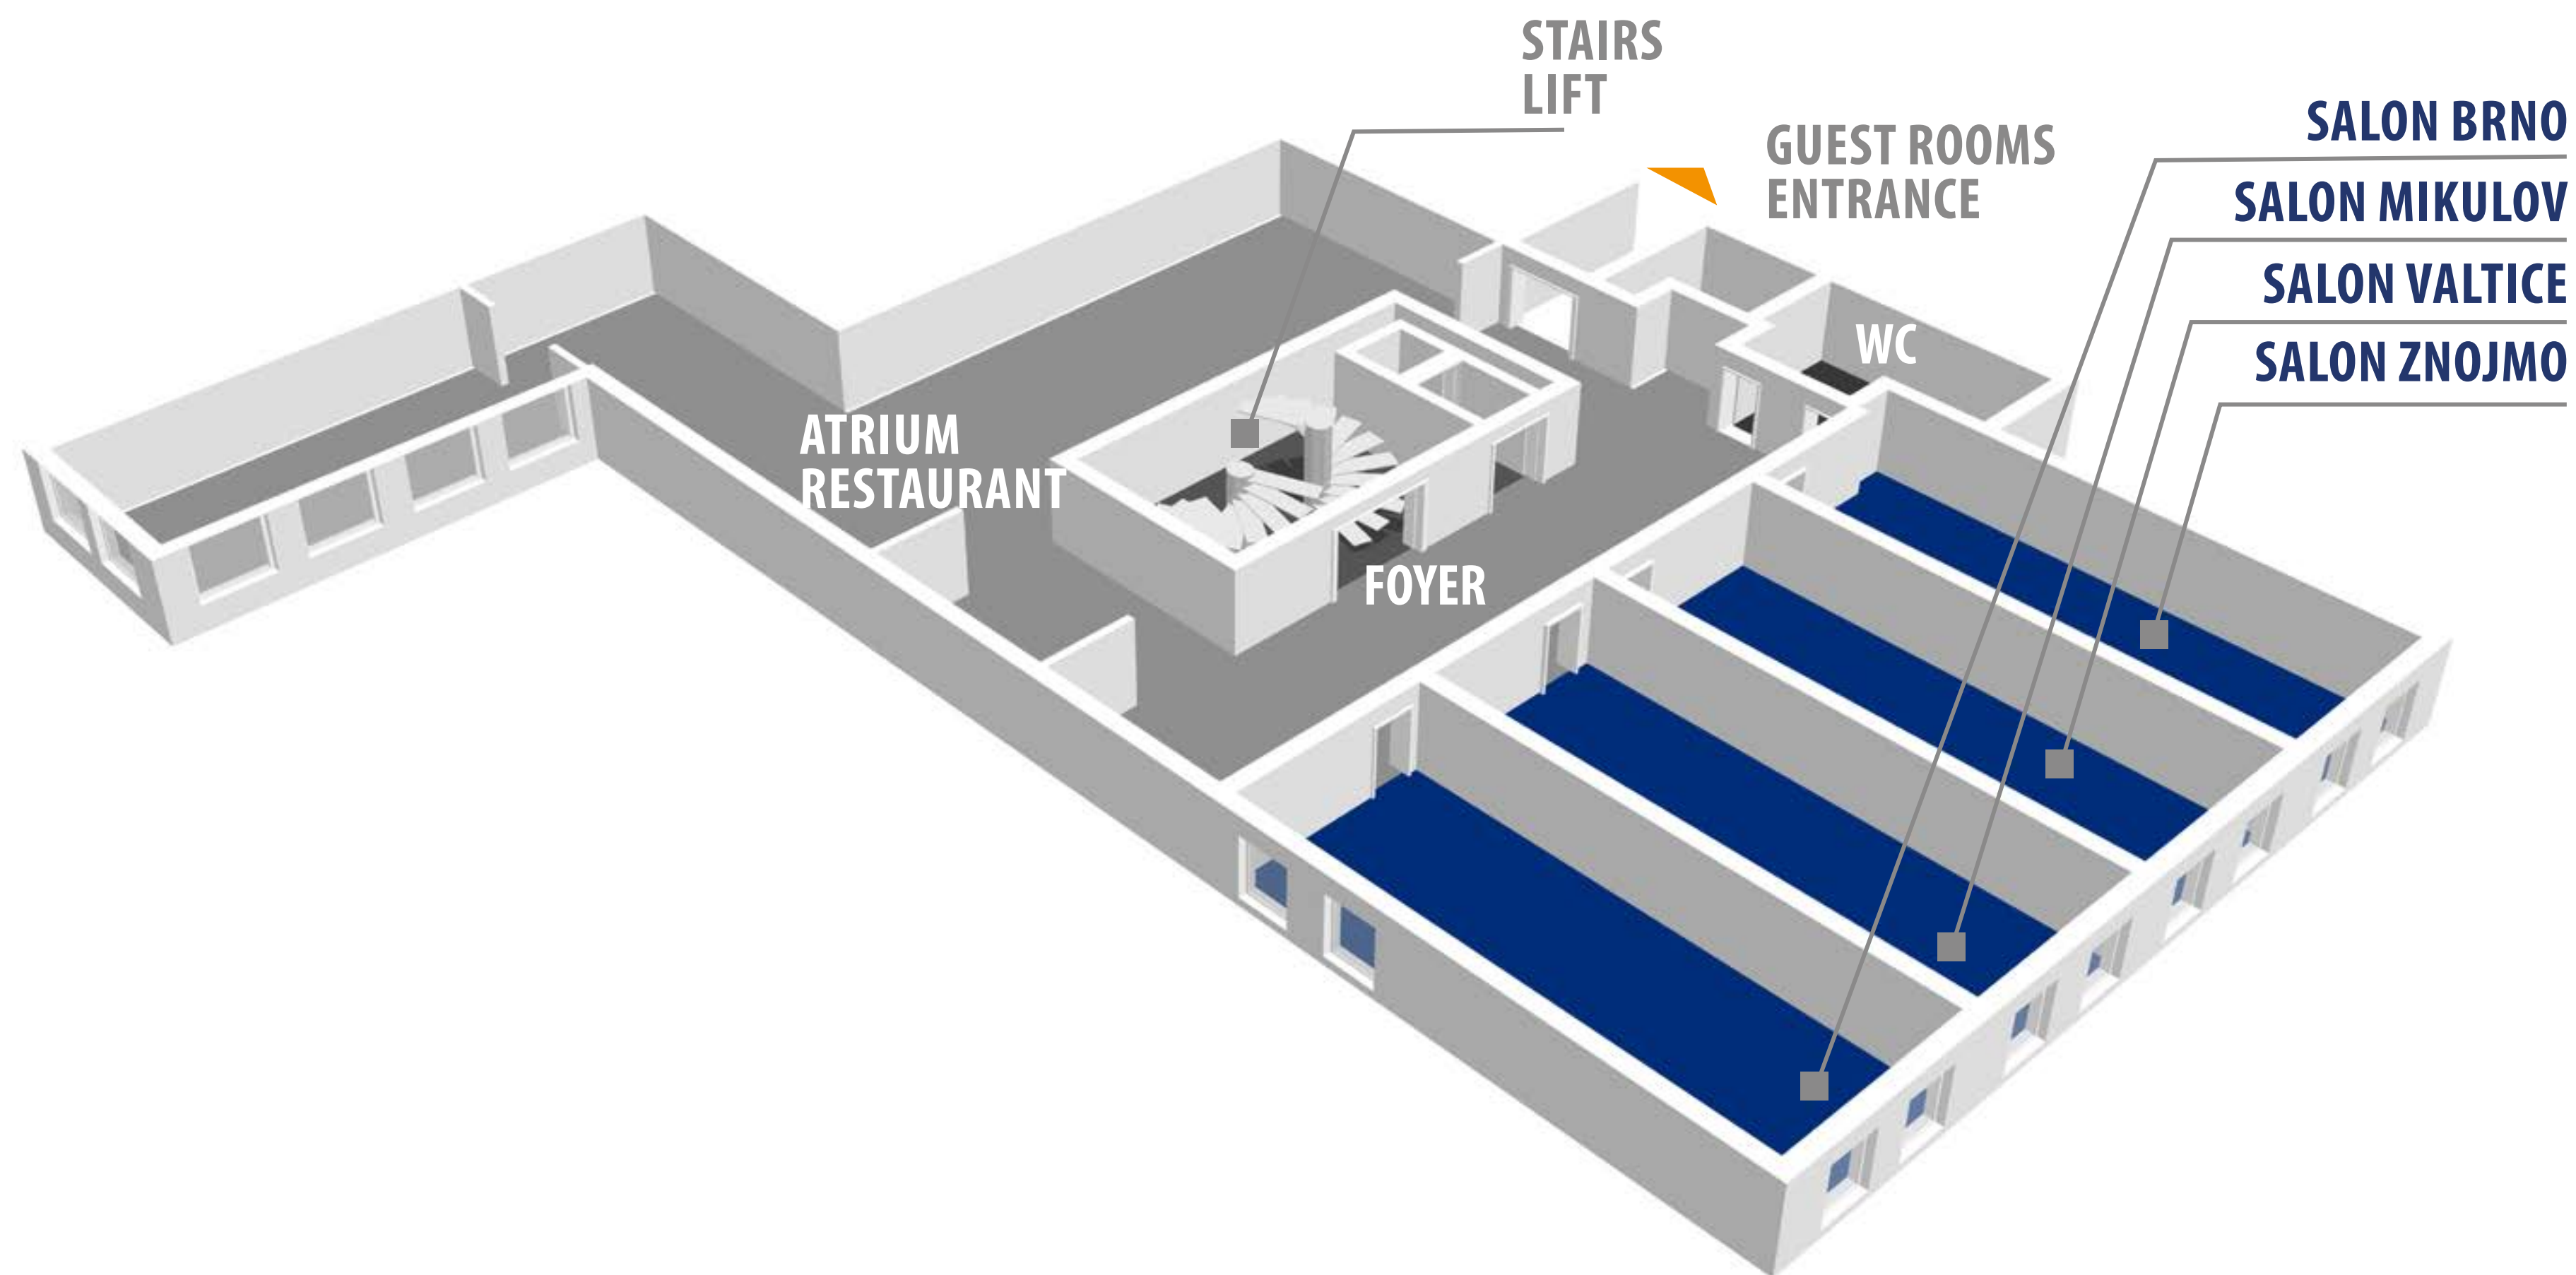 STAIRS
LIFT
GUEST ROOMS
ENTRANCE
SALON BRNO
SALON MIKULOV
SALON VALTICE
SALON ZNOJMO
WC
ATRIUM
RESTAURANT
FOYER